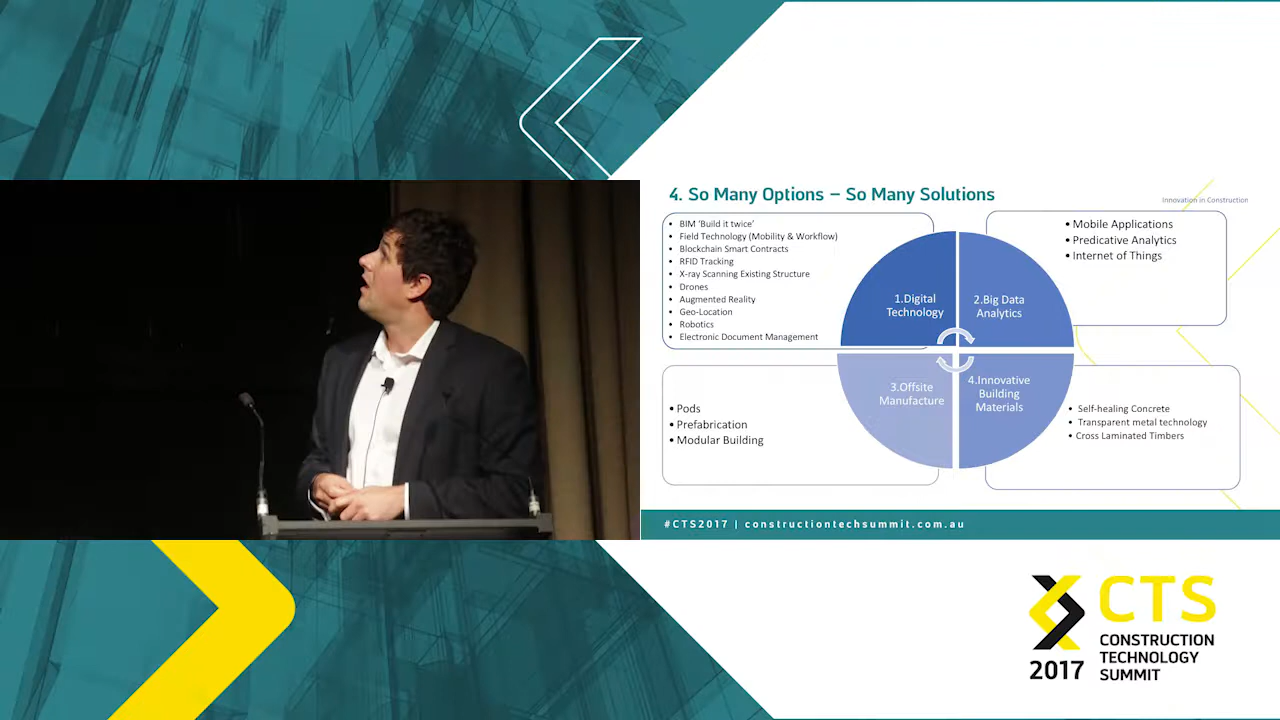 4. So Many Options – So Many Solutions
Innovation in Construction
• BIM 'Build it twice'
• Field Technology (Mobility & Workflow)
• Blockchain Smart Contracts
• RFID Tracking
• X-ray Scanning Existing Structure
• Drones
• Augmented Reality
• Geo-Location
• Robotics
• Electronic Document Management
1.Digital
Technology
2.Big Data
Analytics
• Mobile Applications
• Predicative Analytics
• Internet of Things
• Pods
• Prefabrication
• Modular Building
3.Offsite
Manufacture
4.Innovative
Building
Materials
• Self-healing Concrete
• Transparent metal technology
• Cross Laminated Timbers
#CTS2017 | constructiontechsummit.com.au
2017
CTS
CONSTRUCTION
TECHNOLOGY
SUMMIT